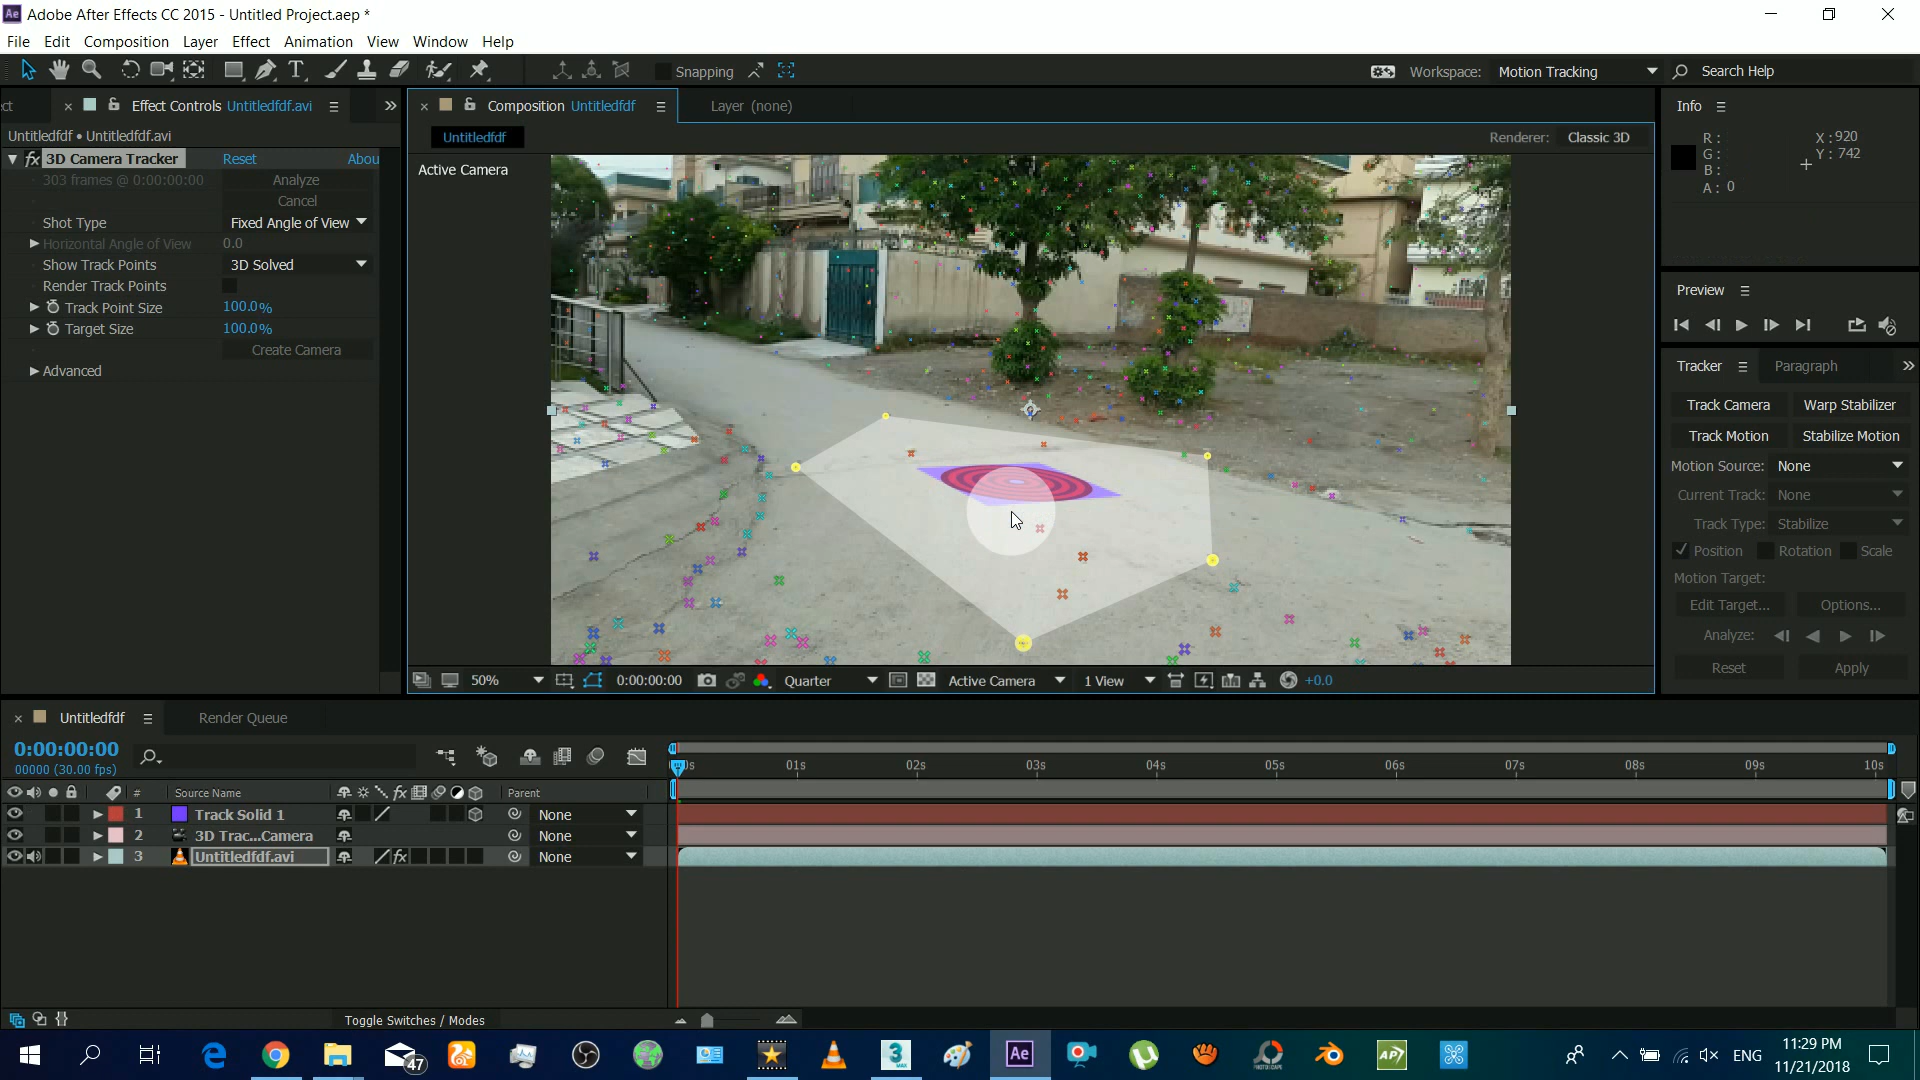 Adobe After Effects CC 2015 - Untitled Project.aep *
File Edit Composition Layer Effect Animation View Window Help
Snapping
Workspace: Motion Tracking
Search Help
ct
Effect Controls Untitledfdf.avi
Composition Untitledfdf
Layer (none)
Info
Untitledfdf • Untitledfdf.avi
Untitledfdf
Renderer: Classic 3D
R :
G :
B :
A : 0
X : 920
Y : 742
3D Camera Tracker Reset Abou
303 frames @ 0:00:00:00 Analyze
Cancel
Shot Type Fixed Angle of View
Horizontal Angle of View 0.0
Show Track Points 3D Solved
Render Track Points
Track Point Size 100.0%
Target Size 100.0%
Create Camera
Advanced
Active Camera
Preview
Tracker Paragraph
Track Camera Warp Stabilizer
Track Motion Stabilize Motion
Motion Source: None
Current Track: None
Track Type: Stabilize
Position Rotation Scale
Motion Target:
Edit Target... Options...
Analyze:
Reset Apply
50% 0:00:00:00 Quarter Active Camera 1 View +0.0
Untitledfdf Render Queue
0:00:00:00
00000 (30.00 fps)
0s 01s 02s 03s 04s 05s 06s 07s 08s 09s 10s
# Source Name Parent
1 Track Solid 1 None
2 3D Trac...Camera None
3 Untitledfdf.avi None
Toggle Switches / Modes
47
3
MAX
Ae
AP7
ENG
11:29 PM
11/21/2018